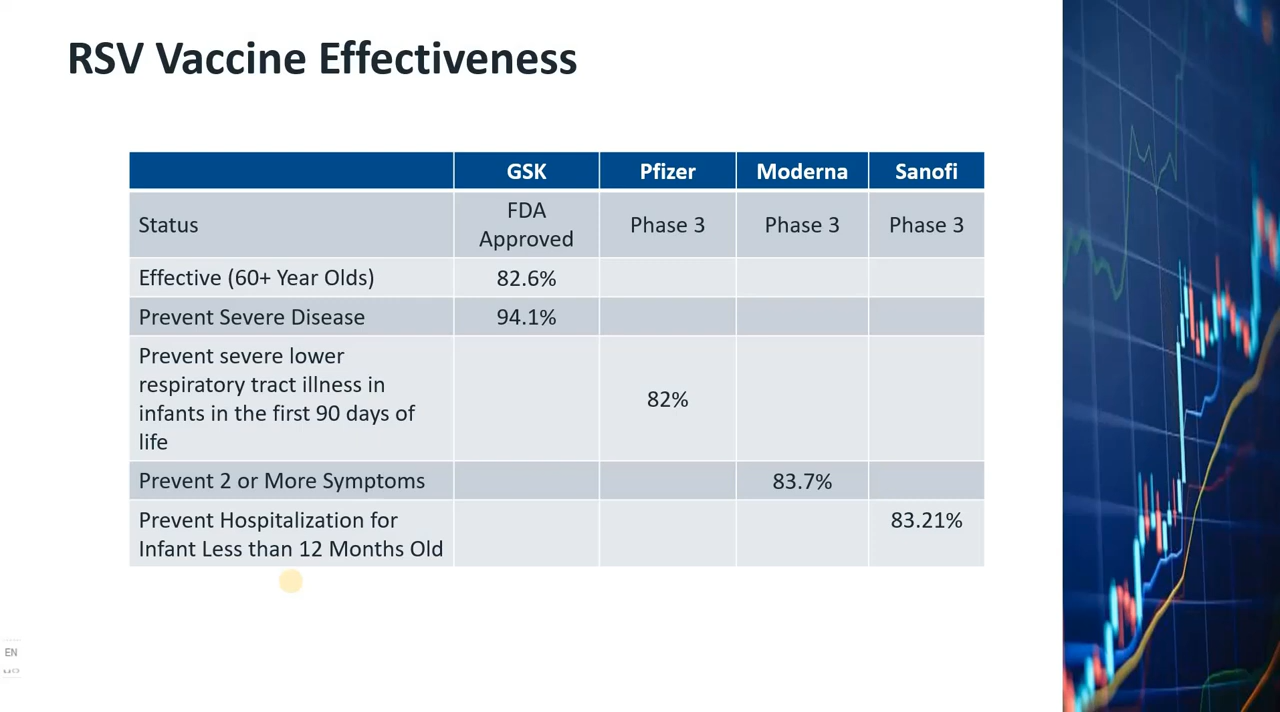 RSV Vaccine Effectiveness
GSK Pfizer Moderna Sanofi
Status FDA Approved Phase 3 Phase 3 Phase 3
Effective (60+ Year Olds) 82.6%
Prevent Severe Disease 94.1%
Prevent severe lower
respiratory tract illness in
infants in the first 90 days of
life
82%
Prevent 2 or More Symptoms 83.7%
Prevent Hospitalization for
Infant Less than 12 Months Old
83.21%
EN